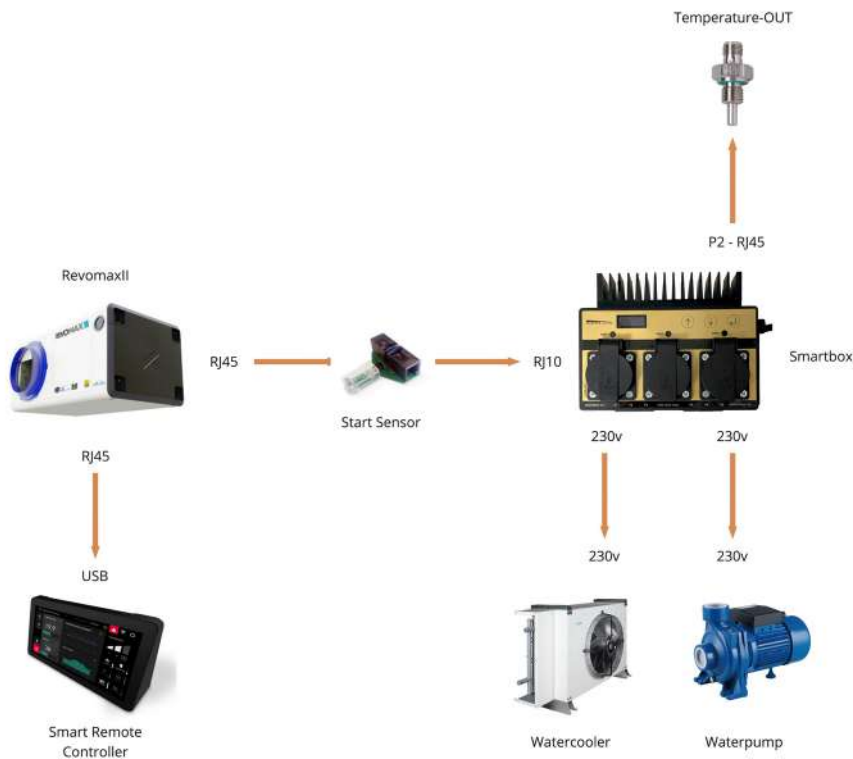 Temperature-OUT
P2 - RJ45
RevomaxII
REVOMAX
RJ45
RJ10
Smartbox
Start Sensor
230v
230v
RJ45
230v
230v
USB
Smart Remote
Controller
Watercooler
Waterpump